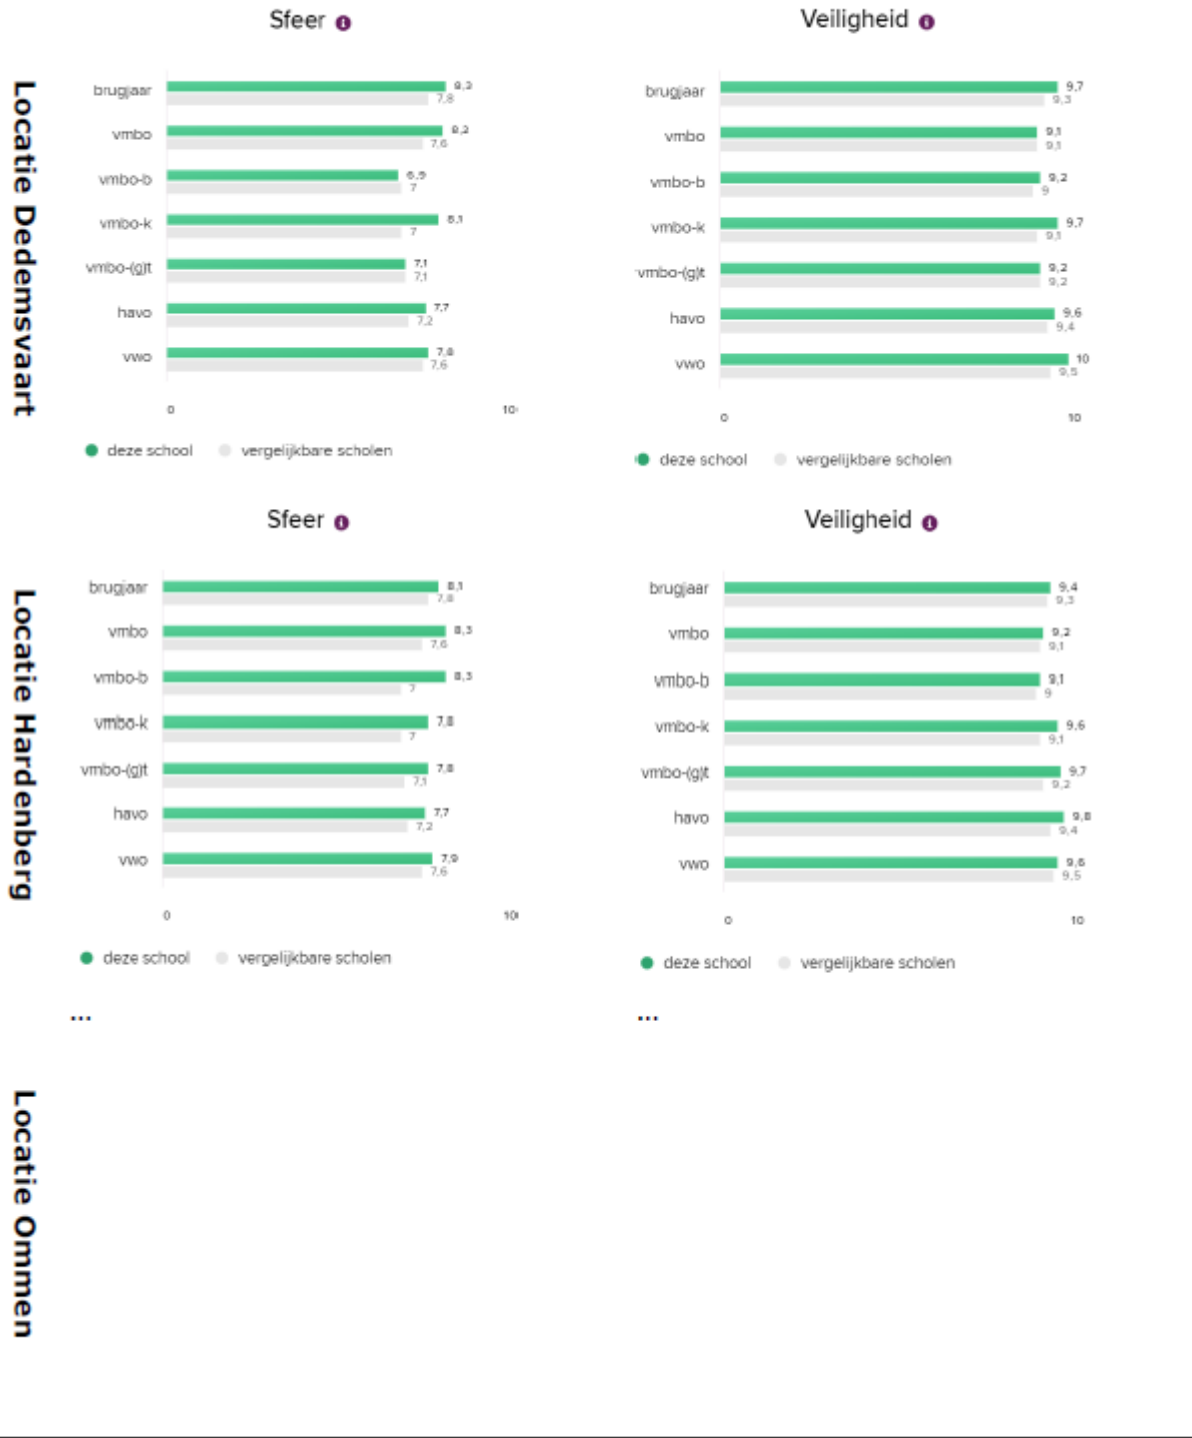 Locatie Dedemsvaart
Sfeer
brugjaar 8,3
7,8
vmbo 8,2
7,6
vmbo-b 6,9
7
vmbo-k 8,1
7
vmbo-(g)t 7,1
7,1
havo 7,7
7,2
vwo 7,8
7,6
0 10
deze school vergelijkbare scholen
Veiligheid
brugjaar 9,7
9,3
vmbo 9,1
9,1
vmbo-b 9,2
9
vmbo-k 9,7
9,1
vmbo-(g)t 9,2
9,2
havo 9,6
9,4
vwo 10
9,5
0 10
deze school vergelijkbare scholen
Locatie Hardenberg
Sfeer
brugjaar 8,1
7,8
vmbo 8,3
7,6
vmbo-b 8,3
7
vmbo-k 7,8
7
vmbo-(g)t 7,8
7,1
havo 7,7
7,2
vwo 7,9
7,6
0 10
deze school vergelijkbare scholen
...
Veiligheid
brugjaar 9,4
9,3
vmbo 9,2
9,1
vmbo-b 9,1
9
vmbo-k 9,6
9,1
vmbo-(g)t 9,7
9,2
havo 9,8
9,4
vwo 9,6
9,5
0 10
deze school vergelijkbare scholen
...
Locatie Ommen